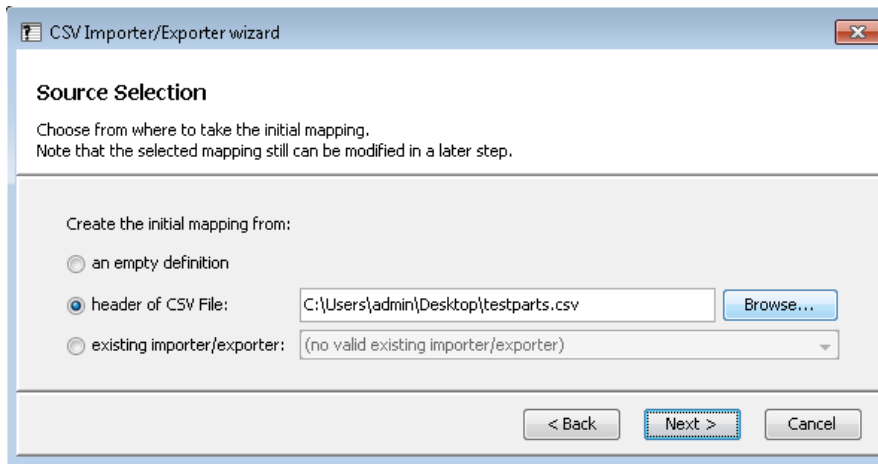 CSV Importer/Exporter wizard
Source Selection
Choose from where to take the initial mapping.
Note that the selected mapping still can be modified in a later step.
Create the initial mapping from:
an empty definition
header of CSV File: C:\Users\admin\Desktop\testparts.csv Browse...
existing importer/exporter: (no valid existing importer/exporter)
< Back Next > Cancel